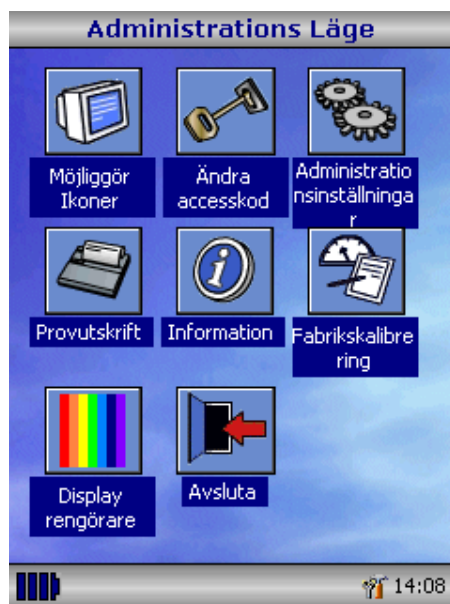 Administrations Läge
Möjliggör
Ikoner
Ändra
accesskod
Administratio
nsinställninga
r
Provutskrift
Information
Fabrikskalibre
ring
Display
rengörare
Avsluta
14:08